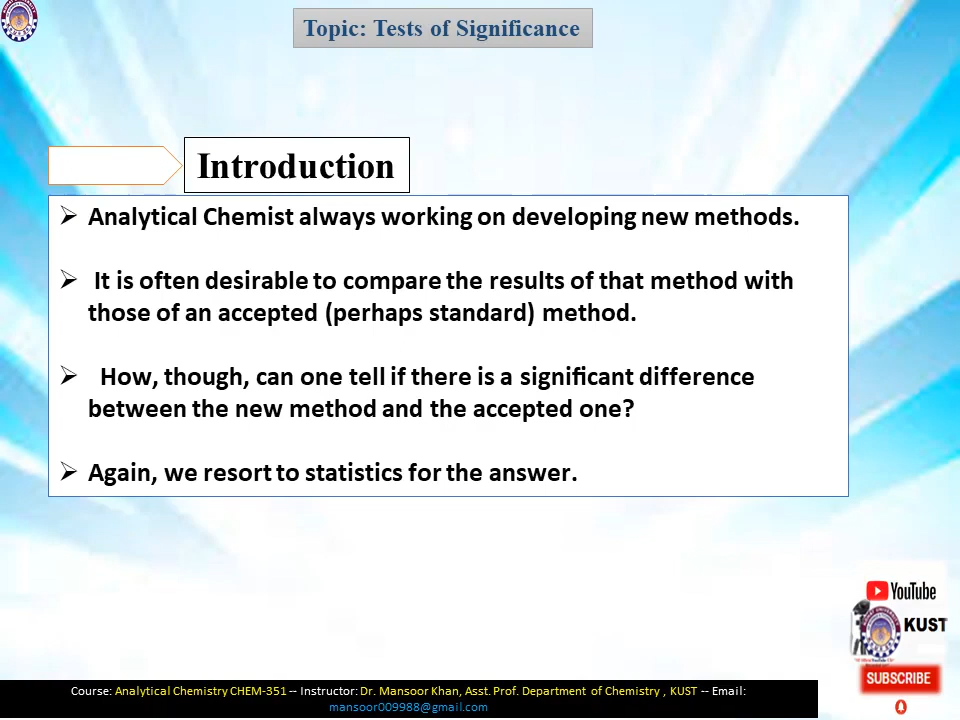 Topic: Tests of Significance
Introduction
➢ Analytical Chemist always working on developing new methods.
➢ It is often desirable to compare the results of that method with
those of an accepted (perhaps standard) method.
➢ How, though, can one tell if there is a significant difference
between the new method and the accepted one?
➢ Again, we resort to statistics for the answer.
YouTube
KUST
SUBSCRIBE
Course: Analytical Chemistry CHEM-351 -- Instructor: Dr. Mansoor Khan, Asst. Prof. Department of Chemistry , KUST -- Email:
mansoor009988@gmail.com